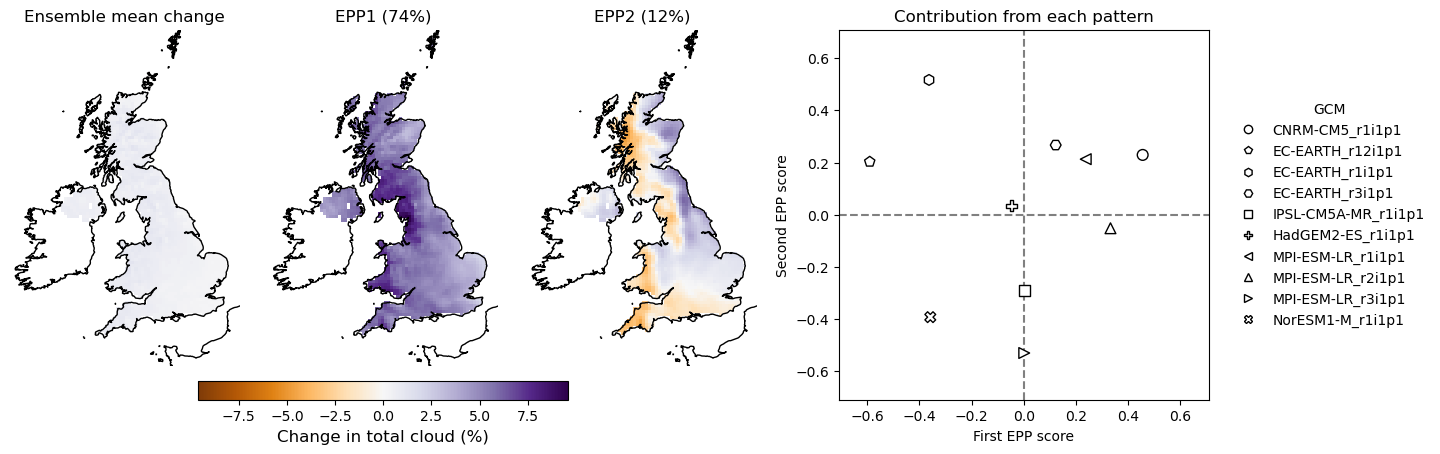 Ensemble mean change
EPP1 (74%)
EPP2 (12%)
Contribution from each pattern
0.6
0.4
0.2
0.0
−0.2
−0.4
−0.6
Second EPP score
−0.6
−0.4
−0.2
0.0
0.2
0.4
0.6
First EPP score
GCM
CNRM-CM5_r1i1p1
EC-EARTH_r12i1p1
EC-EARTH_r1i1p1
EC-EARTH_r3i1p1
IPSL-CM5A-MR_r1i1p1
HadGEM2-ES_r1i1p1
MPI-ESM-LR_r1i1p1
MPI-ESM-LR_r2i1p1
MPI-ESM-LR_r3i1p1
NorESM1-M_r1i1p1
−7.5
−5.0
−2.5
0.0
2.5
5.0
7.5
Change in total cloud (%)